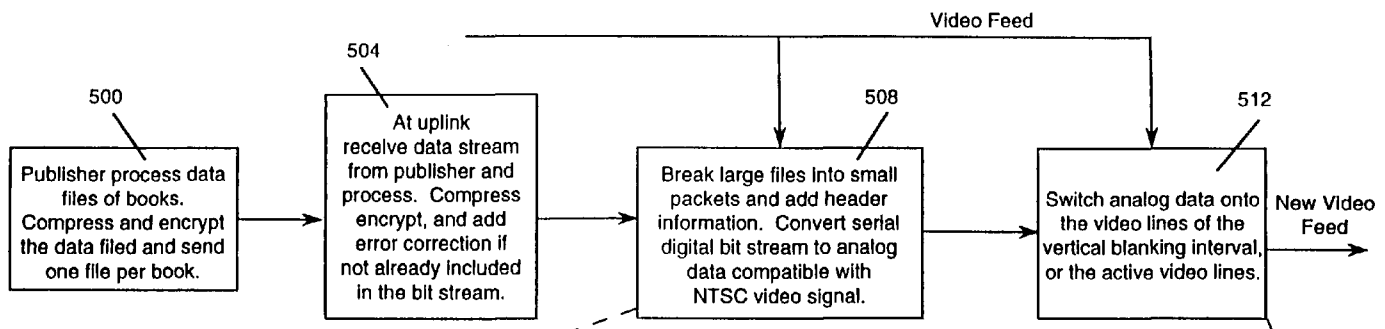 Video Feed
504
500
508
512
Publisher process data
files of books.
Compress and encrypt
the data filed and send
one file per book.
At uplink
receive data stream
from publisher and
process. Compress
encrypt, and add
error correction if
not already included
in the bit stream.
Break large files into small
packets and add header
information. Convert serial
digital bit stream to analog
data compatible with
NTSC video signal.
Switch analog data onto
the video lines of the
vertical blanking interval,
or the active video lines.
New Video
Feed